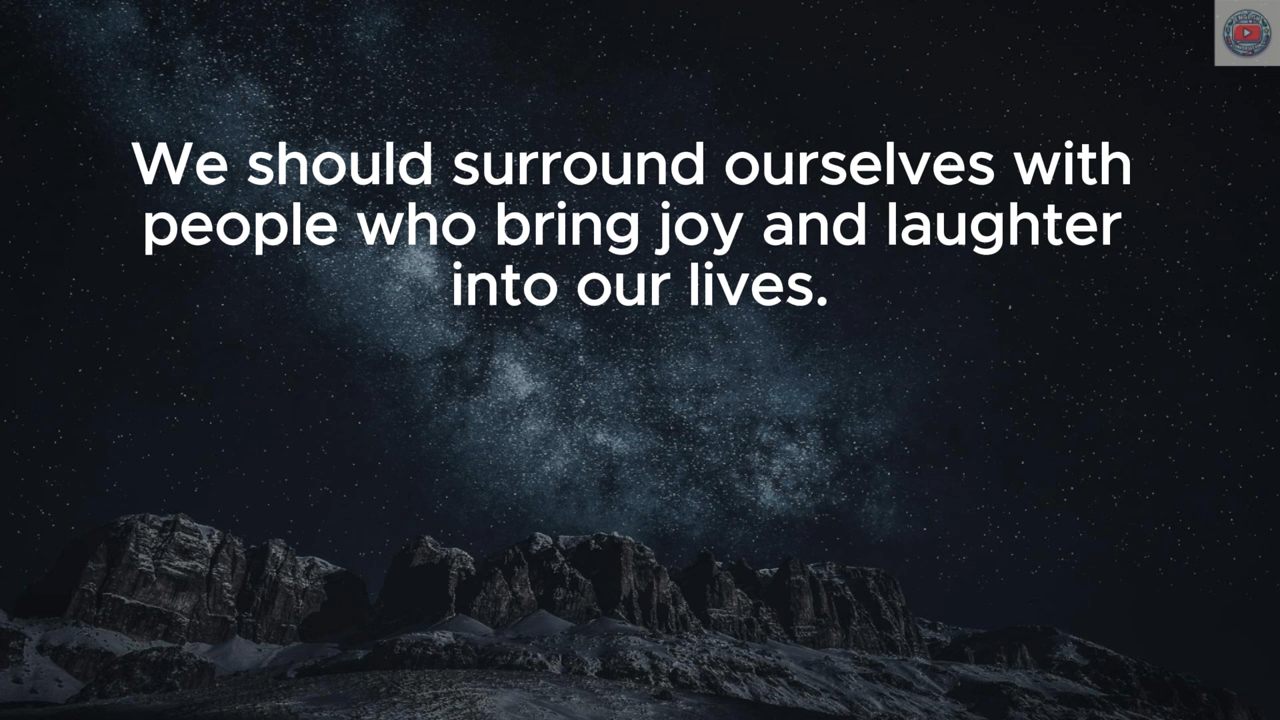 We should surround ourselves with
people who bring joy and laughter
into our lives.